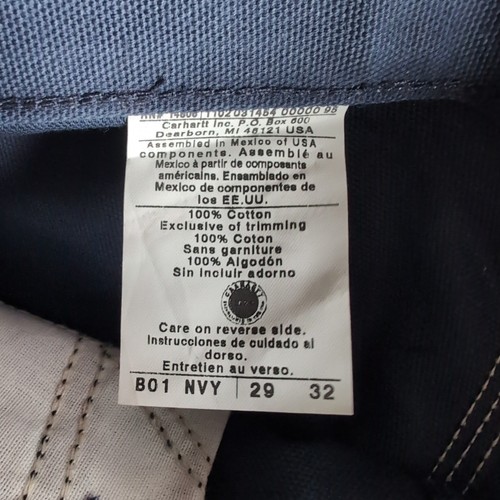 RN# 14806 1102081454 00000 98
Carhartt Inc. P.O. Box 600
Dearborn, MI 48121 USA
Assembled in Mexico of USA
components. Assemblé au
Mexico à partir de composants
américains. Ensamblado en
Mexico de componentes de
los EE.UU.
100% Cotton
Exclusive of trimming
100% Coton
Sans garniture
100% Algodón
Sin incluir adorno
CARHARTT
Care on reverse side.
Instrucciones de cuidado al
dorso.
Entretien au verso.
B01 NVY 29 32